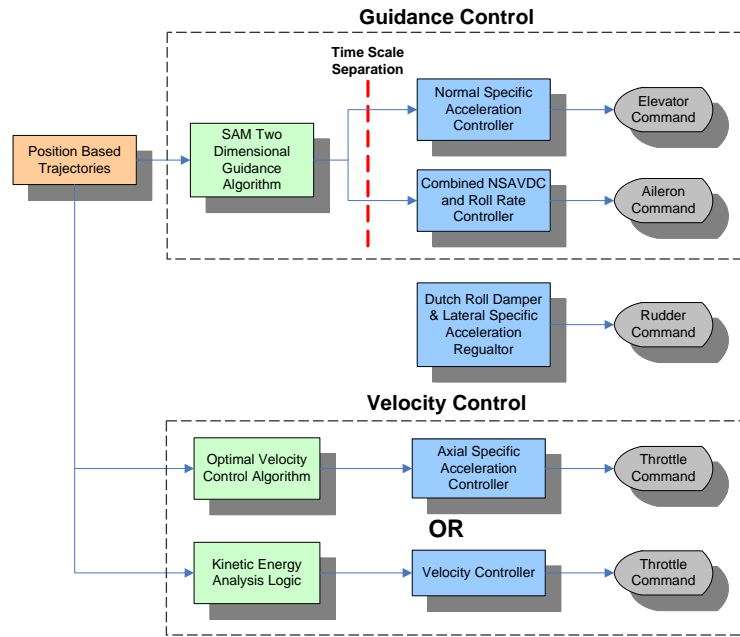 Guidance Control
Time Scale
Separation
Normal Specific
Acceleration
Controller
Elevator
Command
Position Based
Trajectories
SAM Two
Dimensional
Guidance
Algorithm
Combined NSAVDC
and Roll Rate
Controller
Aileron
Command
Dutch Roll Damper
& Lateral Specific
Acceleration
Regualtor
Rudder
Command
Velocity Control
Optimal Velocity
Control Algorithm
Axial Specific
Acceleration
Controller
Throttle
Command
OR
Kinetic Energy
Analysis Logic
Velocity Controller
Throttle
Command